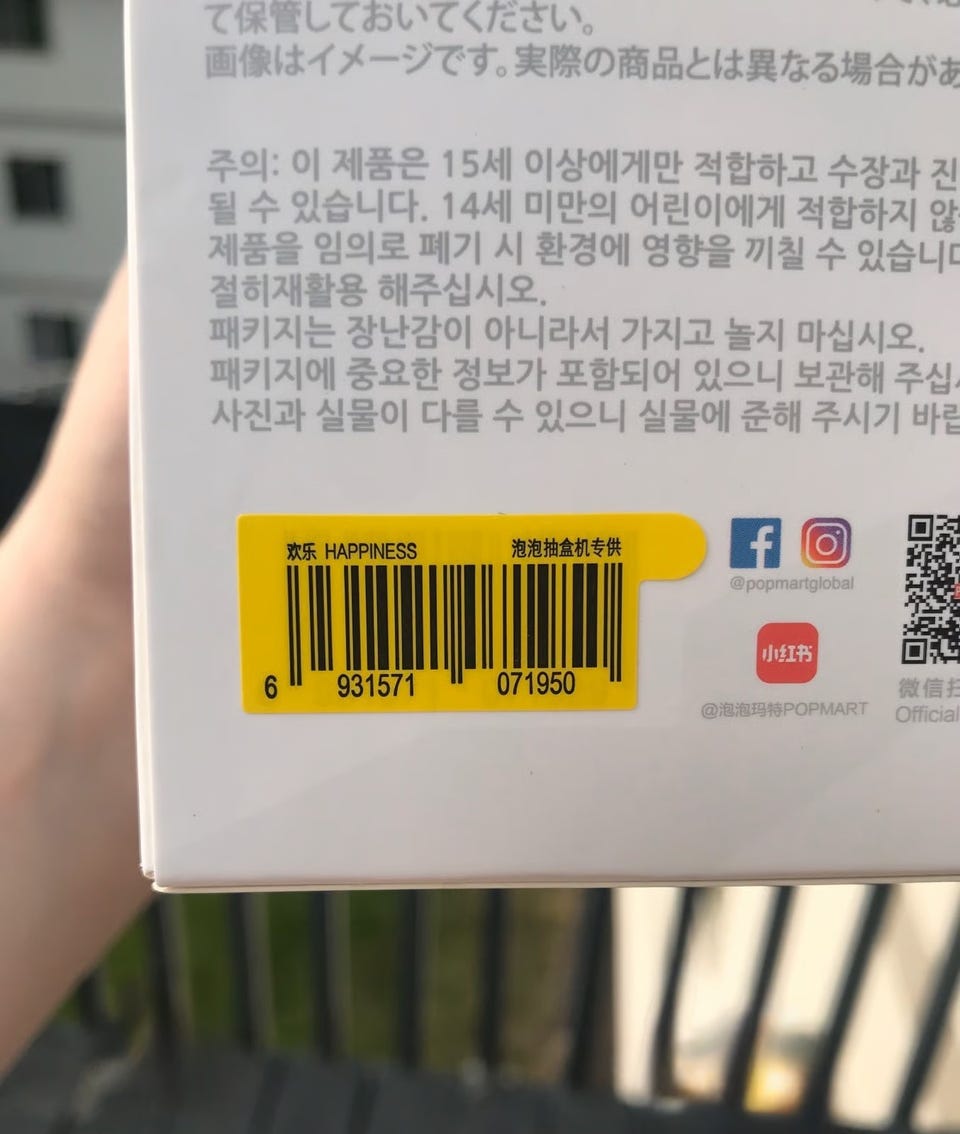 て保管しておいてください。
画像はイメージです。実際の商品とは異なる場合があ
주의: 이 제품은 15세 이상에게만 적합하고 수장과 진
될 수 있습니다. 14세 미만의 어린이에게 적합하지 않
제품을 임의로 폐기 시 환경에 영향을 끼칠 수 있습니다
절히재활용 해주십시오.
패키지는 장난감이 아니라서 가지고 놀지 마십시오.
패키지에 중요한 정보가 포함되어 있으니 보관해 주십시
사진과 실물이 다를 수 있으니 실물에 준해 주시기 바랍
欢乐 HAPPINESS 泡泡抽盒机专供
6 931571 071950
@popmartglobal
小红书
@泡泡玛特POPMART
微信扫
Official